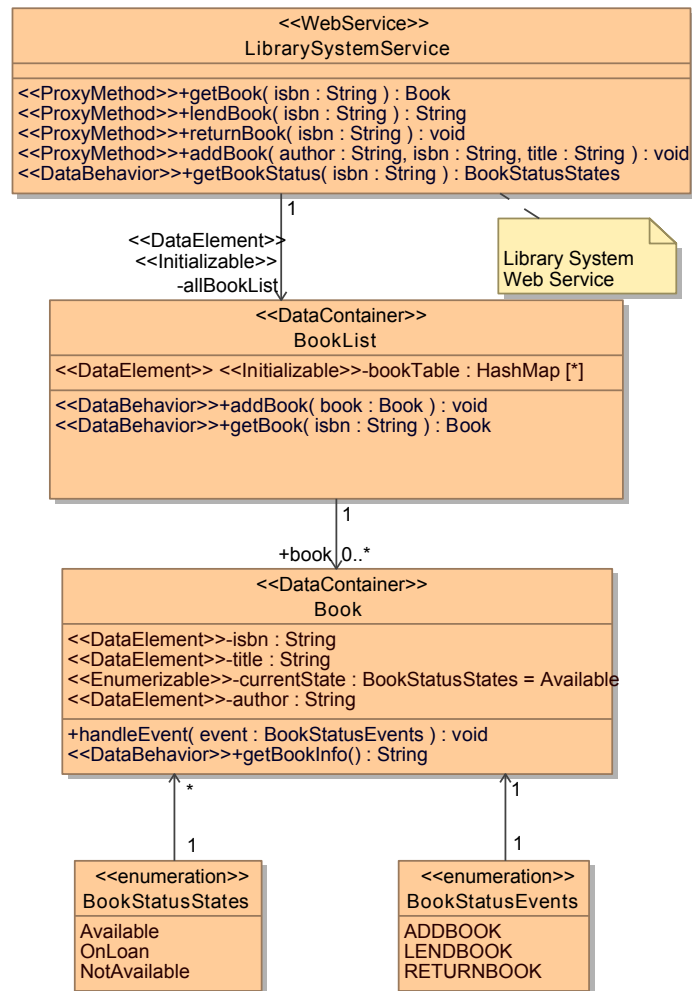 <<WebService>>
LibrarySystemService
<<ProxyMethod>>+getBook( isbn : String ) : Book
<<ProxyMethod>>+lendBook( isbn : String ) : String
<<ProxyMethod>>+returnBook( isbn : String ) : void
<<ProxyMethod>>+addBook( author : String, isbn : String, title : String ) : void
<<DataBehavior>>+getBookStatus( isbn : String ) : BookStatusStates
1
<<DataElement>>
<<Initializable>>
-allBookList
Library System
Web Service
<<DataContainer>>
BookList
<<DataElement>> <<Initializable>>-bookTable : HashMap [*]
<<DataBehavior>>+addBook( book : Book ) : void
<<DataBehavior>>+getBook( isbn : String ) : Book
1
+book 0..*
<<DataContainer>>
Book
<<DataElement>>-isbn : String
<<DataElement>>-title : String
<<Enumerizable>>-currentState : BookStatusStates = Available
<<DataElement>>-author : String
+handleEvent( event : BookStatusEvents ) : void
<<DataBehavior>>+getBookInfo() : String
* 1
1 1
<<enumeration>>
BookStatusStates
Available
OnLoan
NotAvailable
<<enumeration>>
BookStatusEvents
ADDBOOK
LENDBOOK
RETURNBOOK